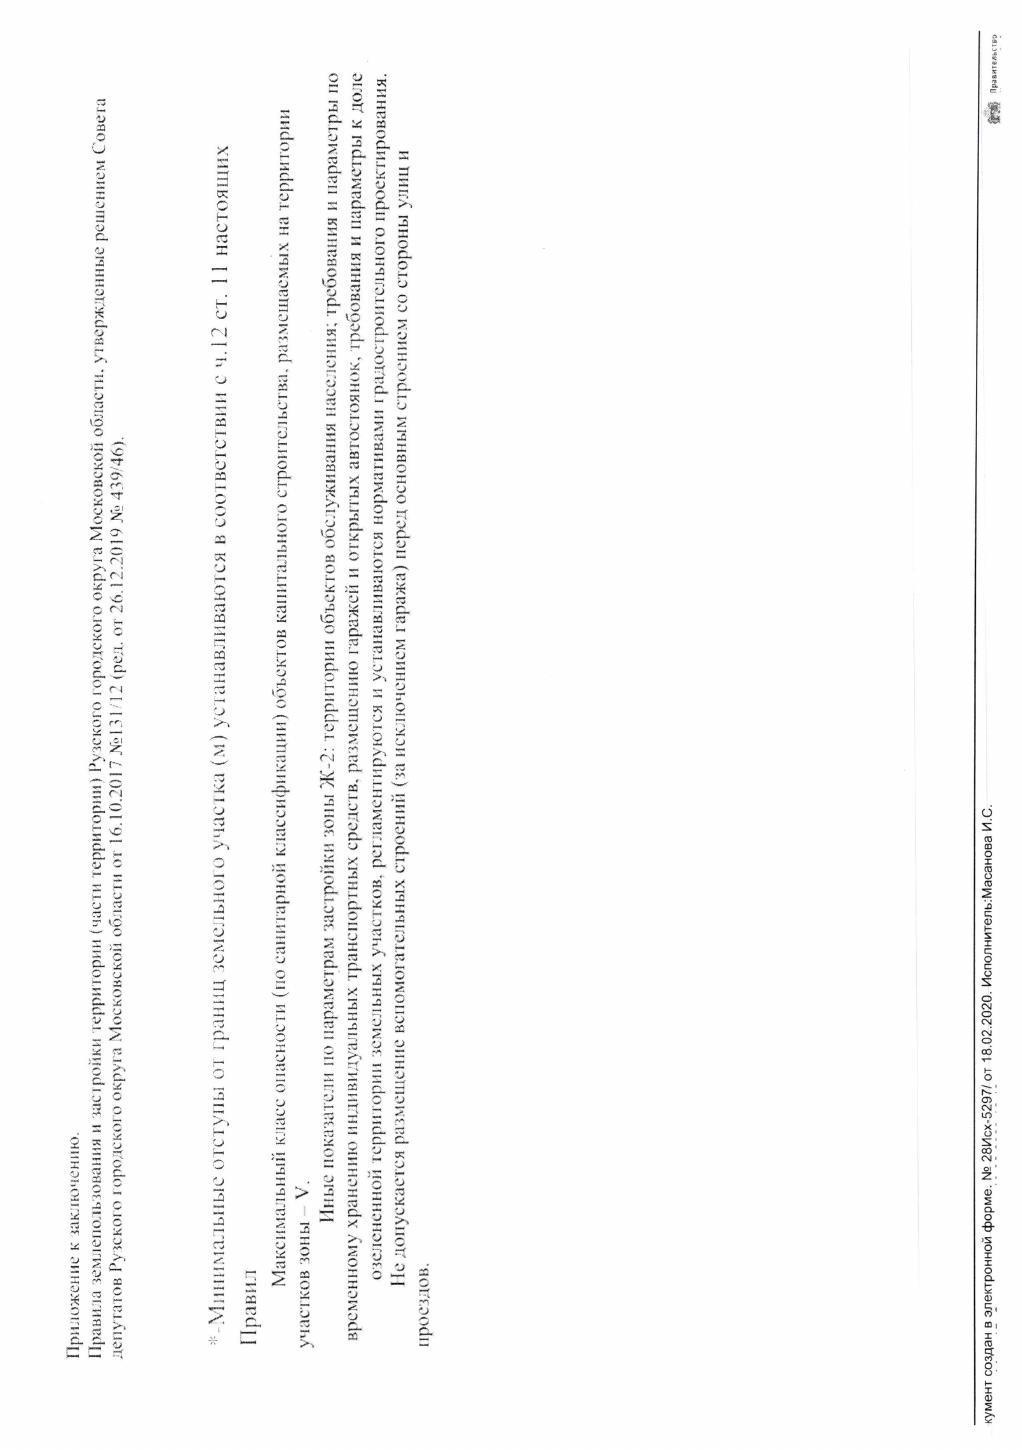 Приложение к заключению.
Правила землепользования и застройки территории (части территории) Рузского городского округа Московской области, утвержденные решением Совета
депутатов Рузского городского округа Московской области от 16.10.2017 №131/12 (ред. от 26.12.2019 № 439/46).
*-Минимальные отступы от границ земельного участка (м) устанавливаются в соответствии с ч.12 ст. 11 настоящих
Правил
Максимальный класс опасности (по санитарной классификации) объектов капитального строительства, размещаемых на территории
участков зоны – V.
Иные показатели по параметрам застройки зоны Ж-2: территории объектов обслуживания населения; требования и параметры по
временному хранению индивидуальных транспортных средств, размещению гаражей и открытых автостоянок, требования и параметры к доле
озелененной территории земельных участков, регламентируются и устанавливаются нормативами градостроительного проектирования.
Не допускается размещение вспомогательных строений (за исключением гаража) перед основным строением со стороны улиц и
проездов.
кумент создан в электронной форме. № 28Исх-5297/ от 18.02.2020. Исполнитель:Масанова И.С.
Правительство